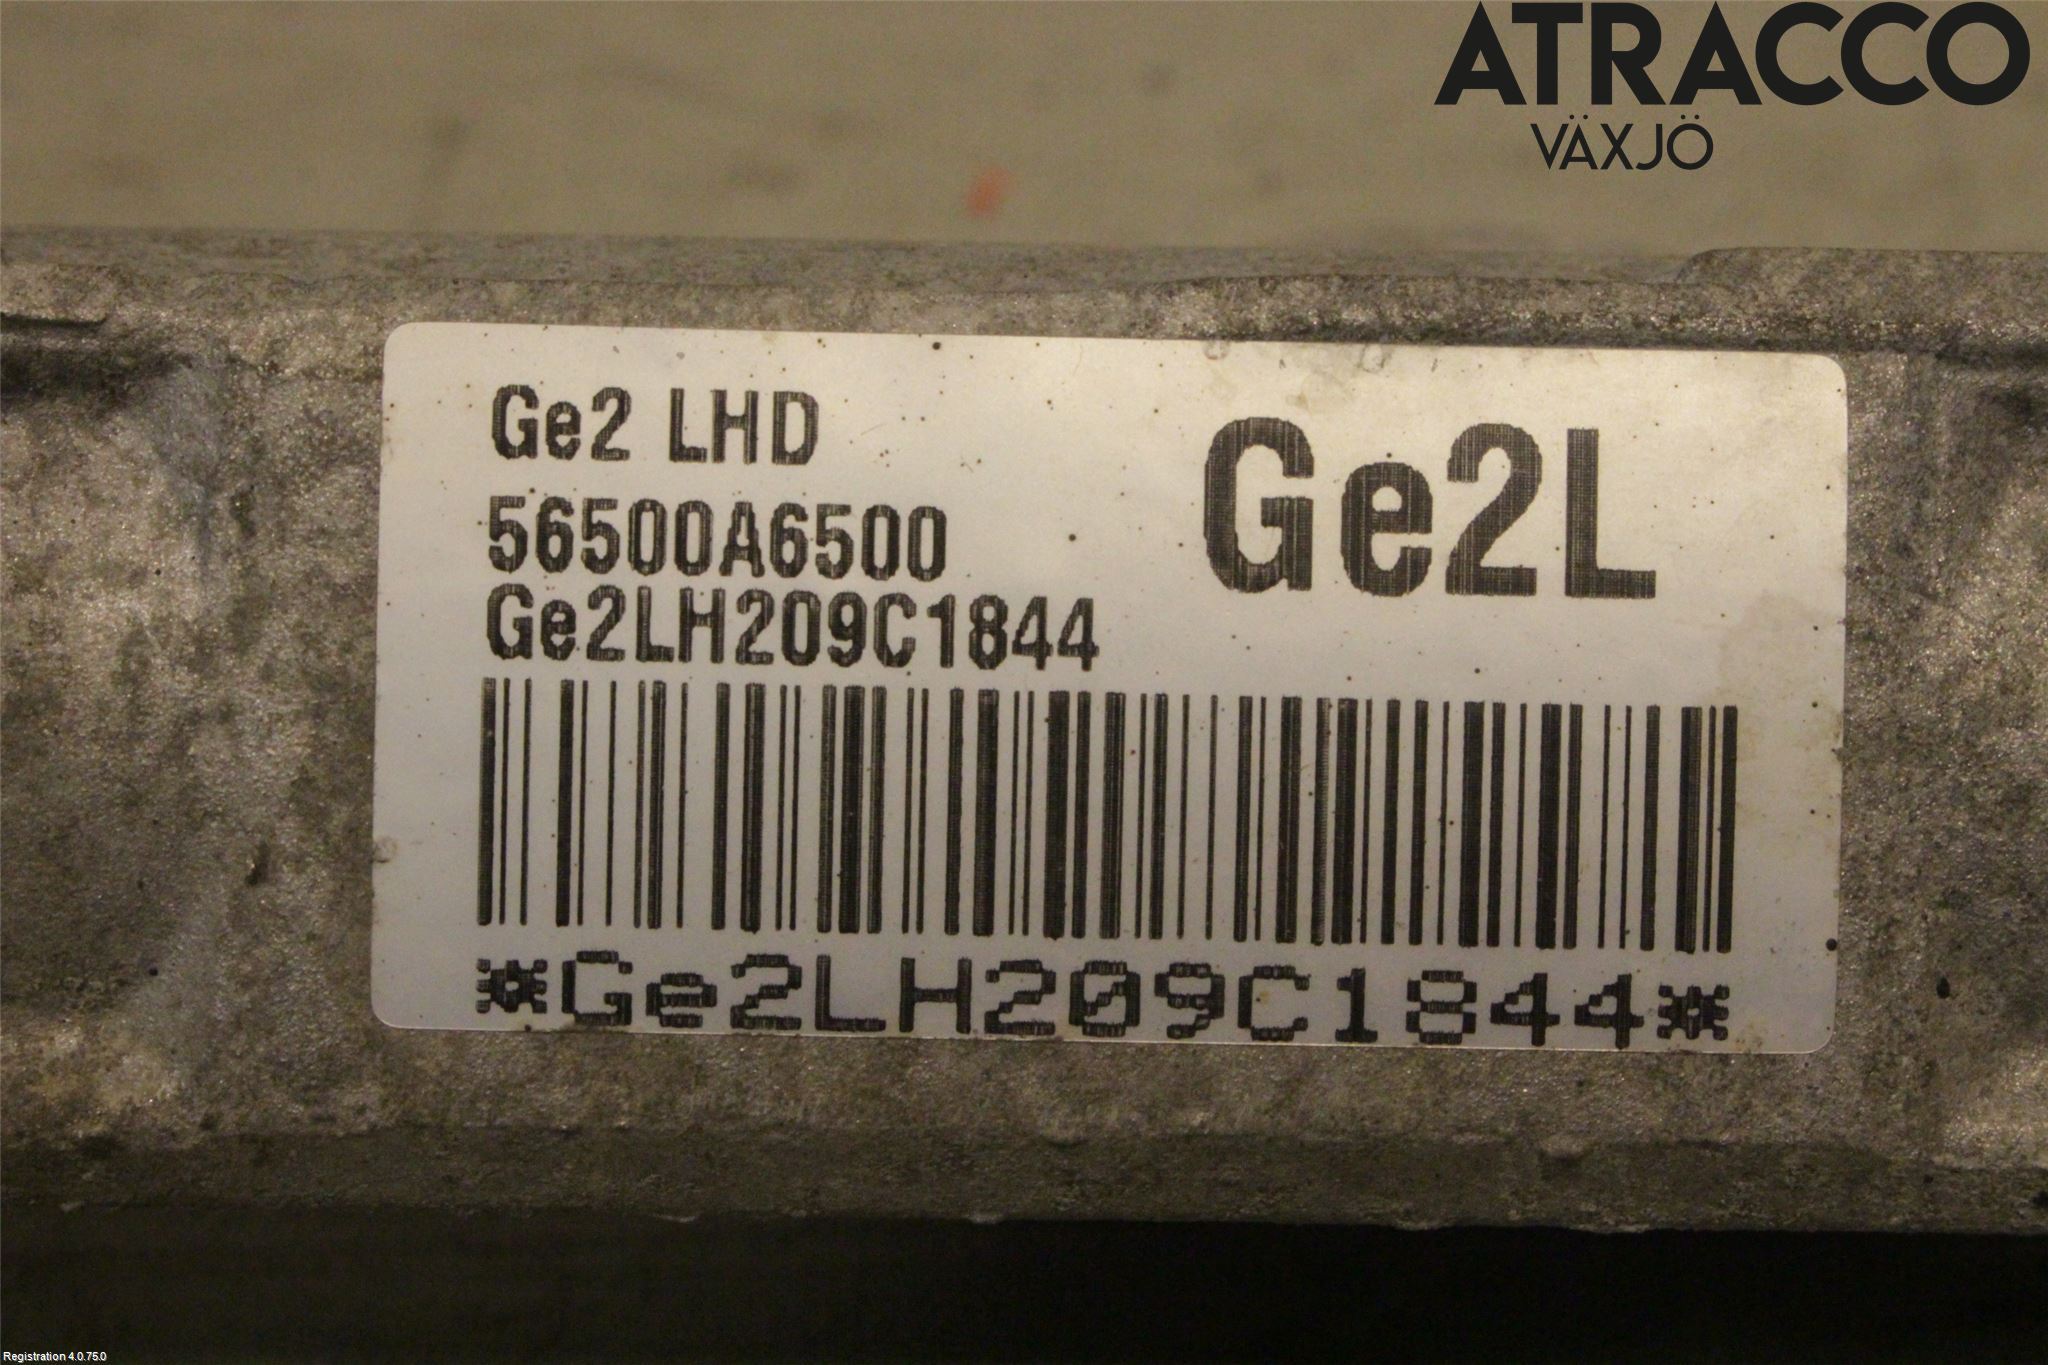 ATRACCO
VÄXJÖ
Ge2 LHD
Ge2L
56500A6500
Ge2LH209C1844
*Ge2LH209C1844*
Registration 4.0.75.0